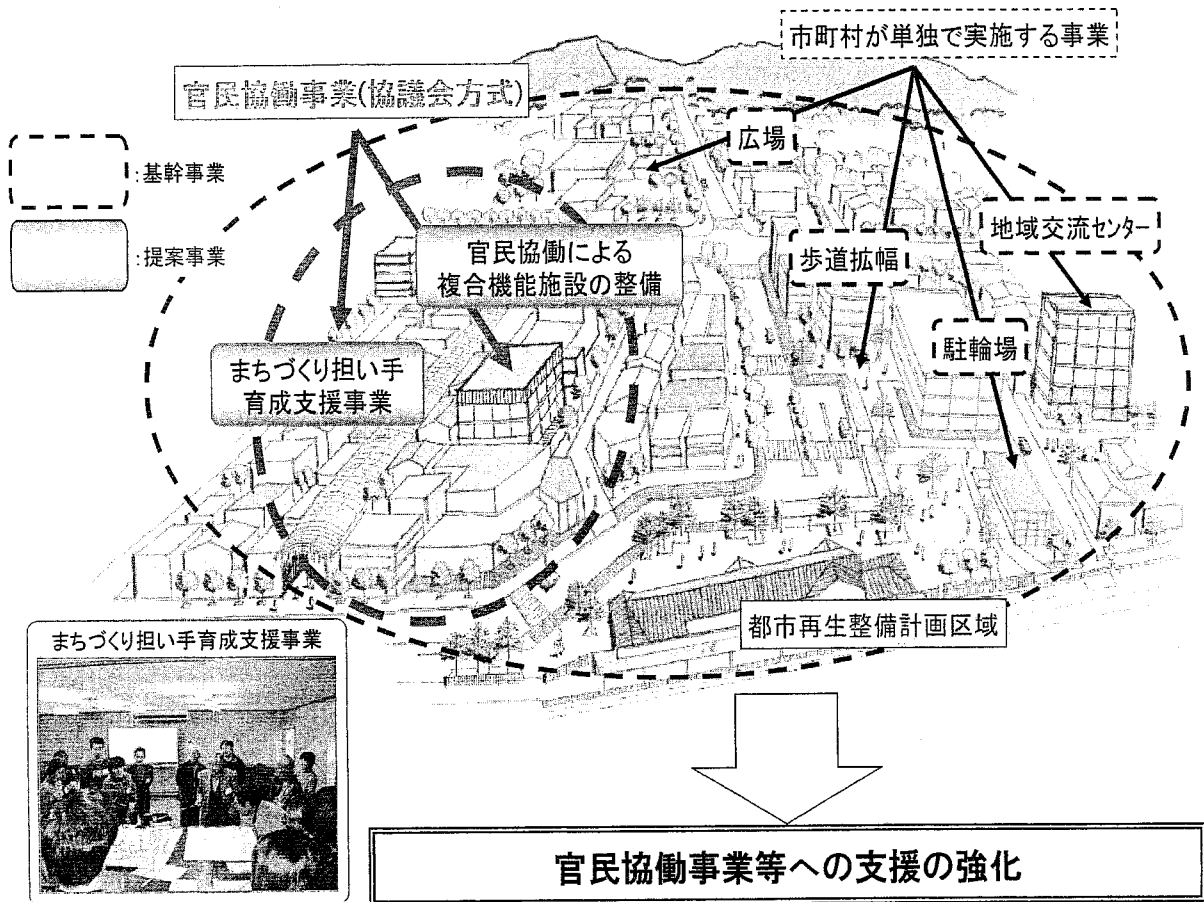 市町村が単独で実施する事業
官民協働事業(協議会方式)
:基幹事業
:提案事業
広場
地域交流センター
歩道拡幅
駐輪場
官民協働による
複合機能施設の整備
まちづくり担い手
育成支援事業
都市再生整備計画区域
まちづくり担い手育成支援事業
官民協働事業等への支援の強化